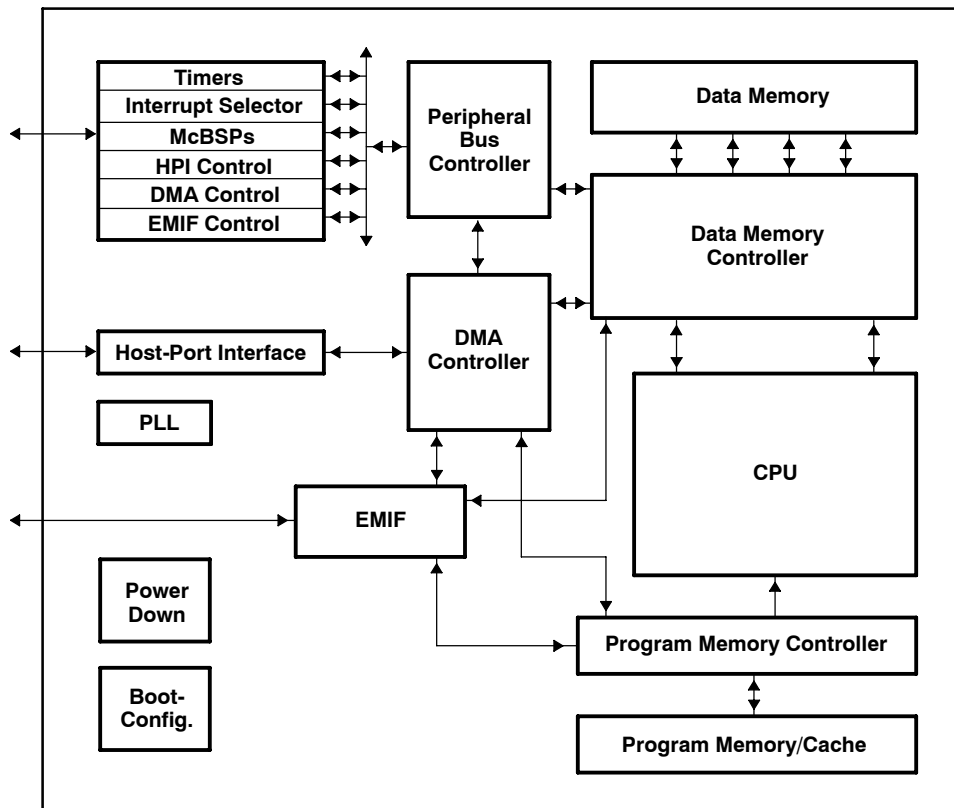 Timers
Interrupt Selector
McBSPs
HPI Control
DMA Control
EMIF Control
Peripheral
Bus
Controller
Data Memory
Data Memory
Controller
Host-Port Interface
DMA
Controller
PLL
CPU
EMIF
Power
Down
Program Memory Controller
Boot-
Config.
Program Memory/Cache